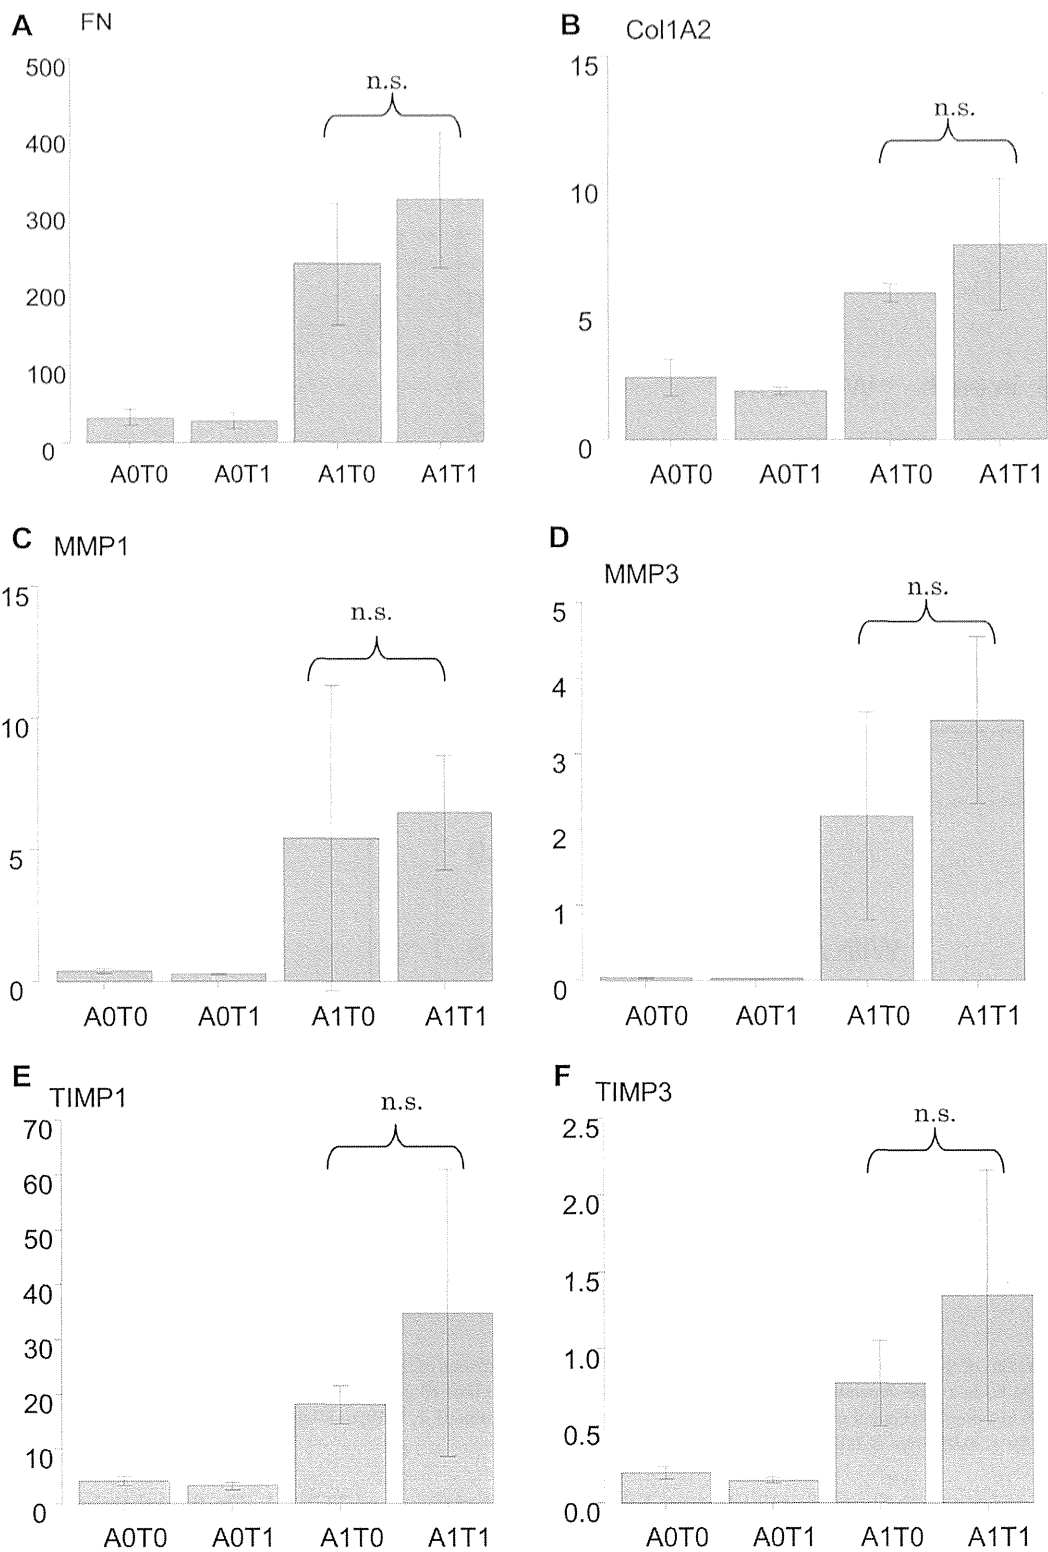 A FN
500
400
300
200
100
0
n.s.
A0T0 A0T1 A1T0 A1T1
B Col1A2
15
10
5
0
n.s.
A0T0 A0T1 A1T0 A1T1
C MMP1
15
10
5
0
n.s.
A0T0 A0T1 A1T0 A1T1
D MMP3
5
4
3
2
1
0
n.s.
A0T0 A0T1 A1T0 A1T1
E TIMP1
70
60
50
40
30
20
10
0
n.s.
A0T0 A0T1 A1T0 A1T1
F TIMP3
2.5
2.0
1.5
1.0
0.5
0.0
n.s.
A0T0 A0T1 A1T0 A1T1